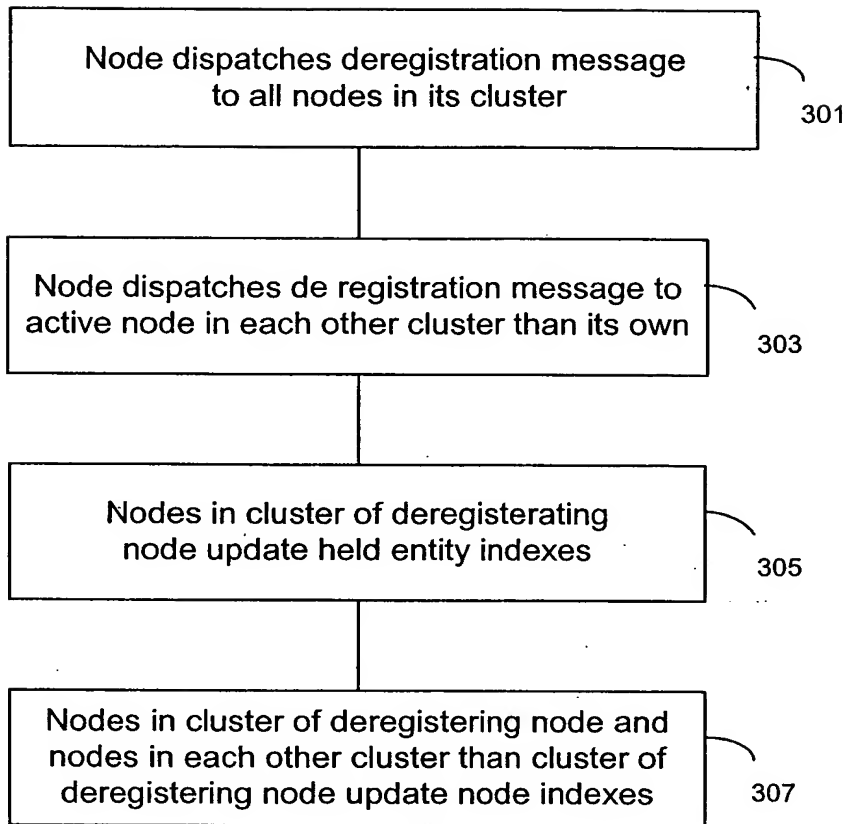 Node dispatches deregistration message
to all nodes in its cluster
301
Node dispatches de registration message to
active node in each other cluster than its own
303
Nodes in cluster of deregisterating
node update held entity indexes
305
Nodes in cluster of deregistering node and
nodes in each other cluster than cluster of
deregistering node update node indexes
307